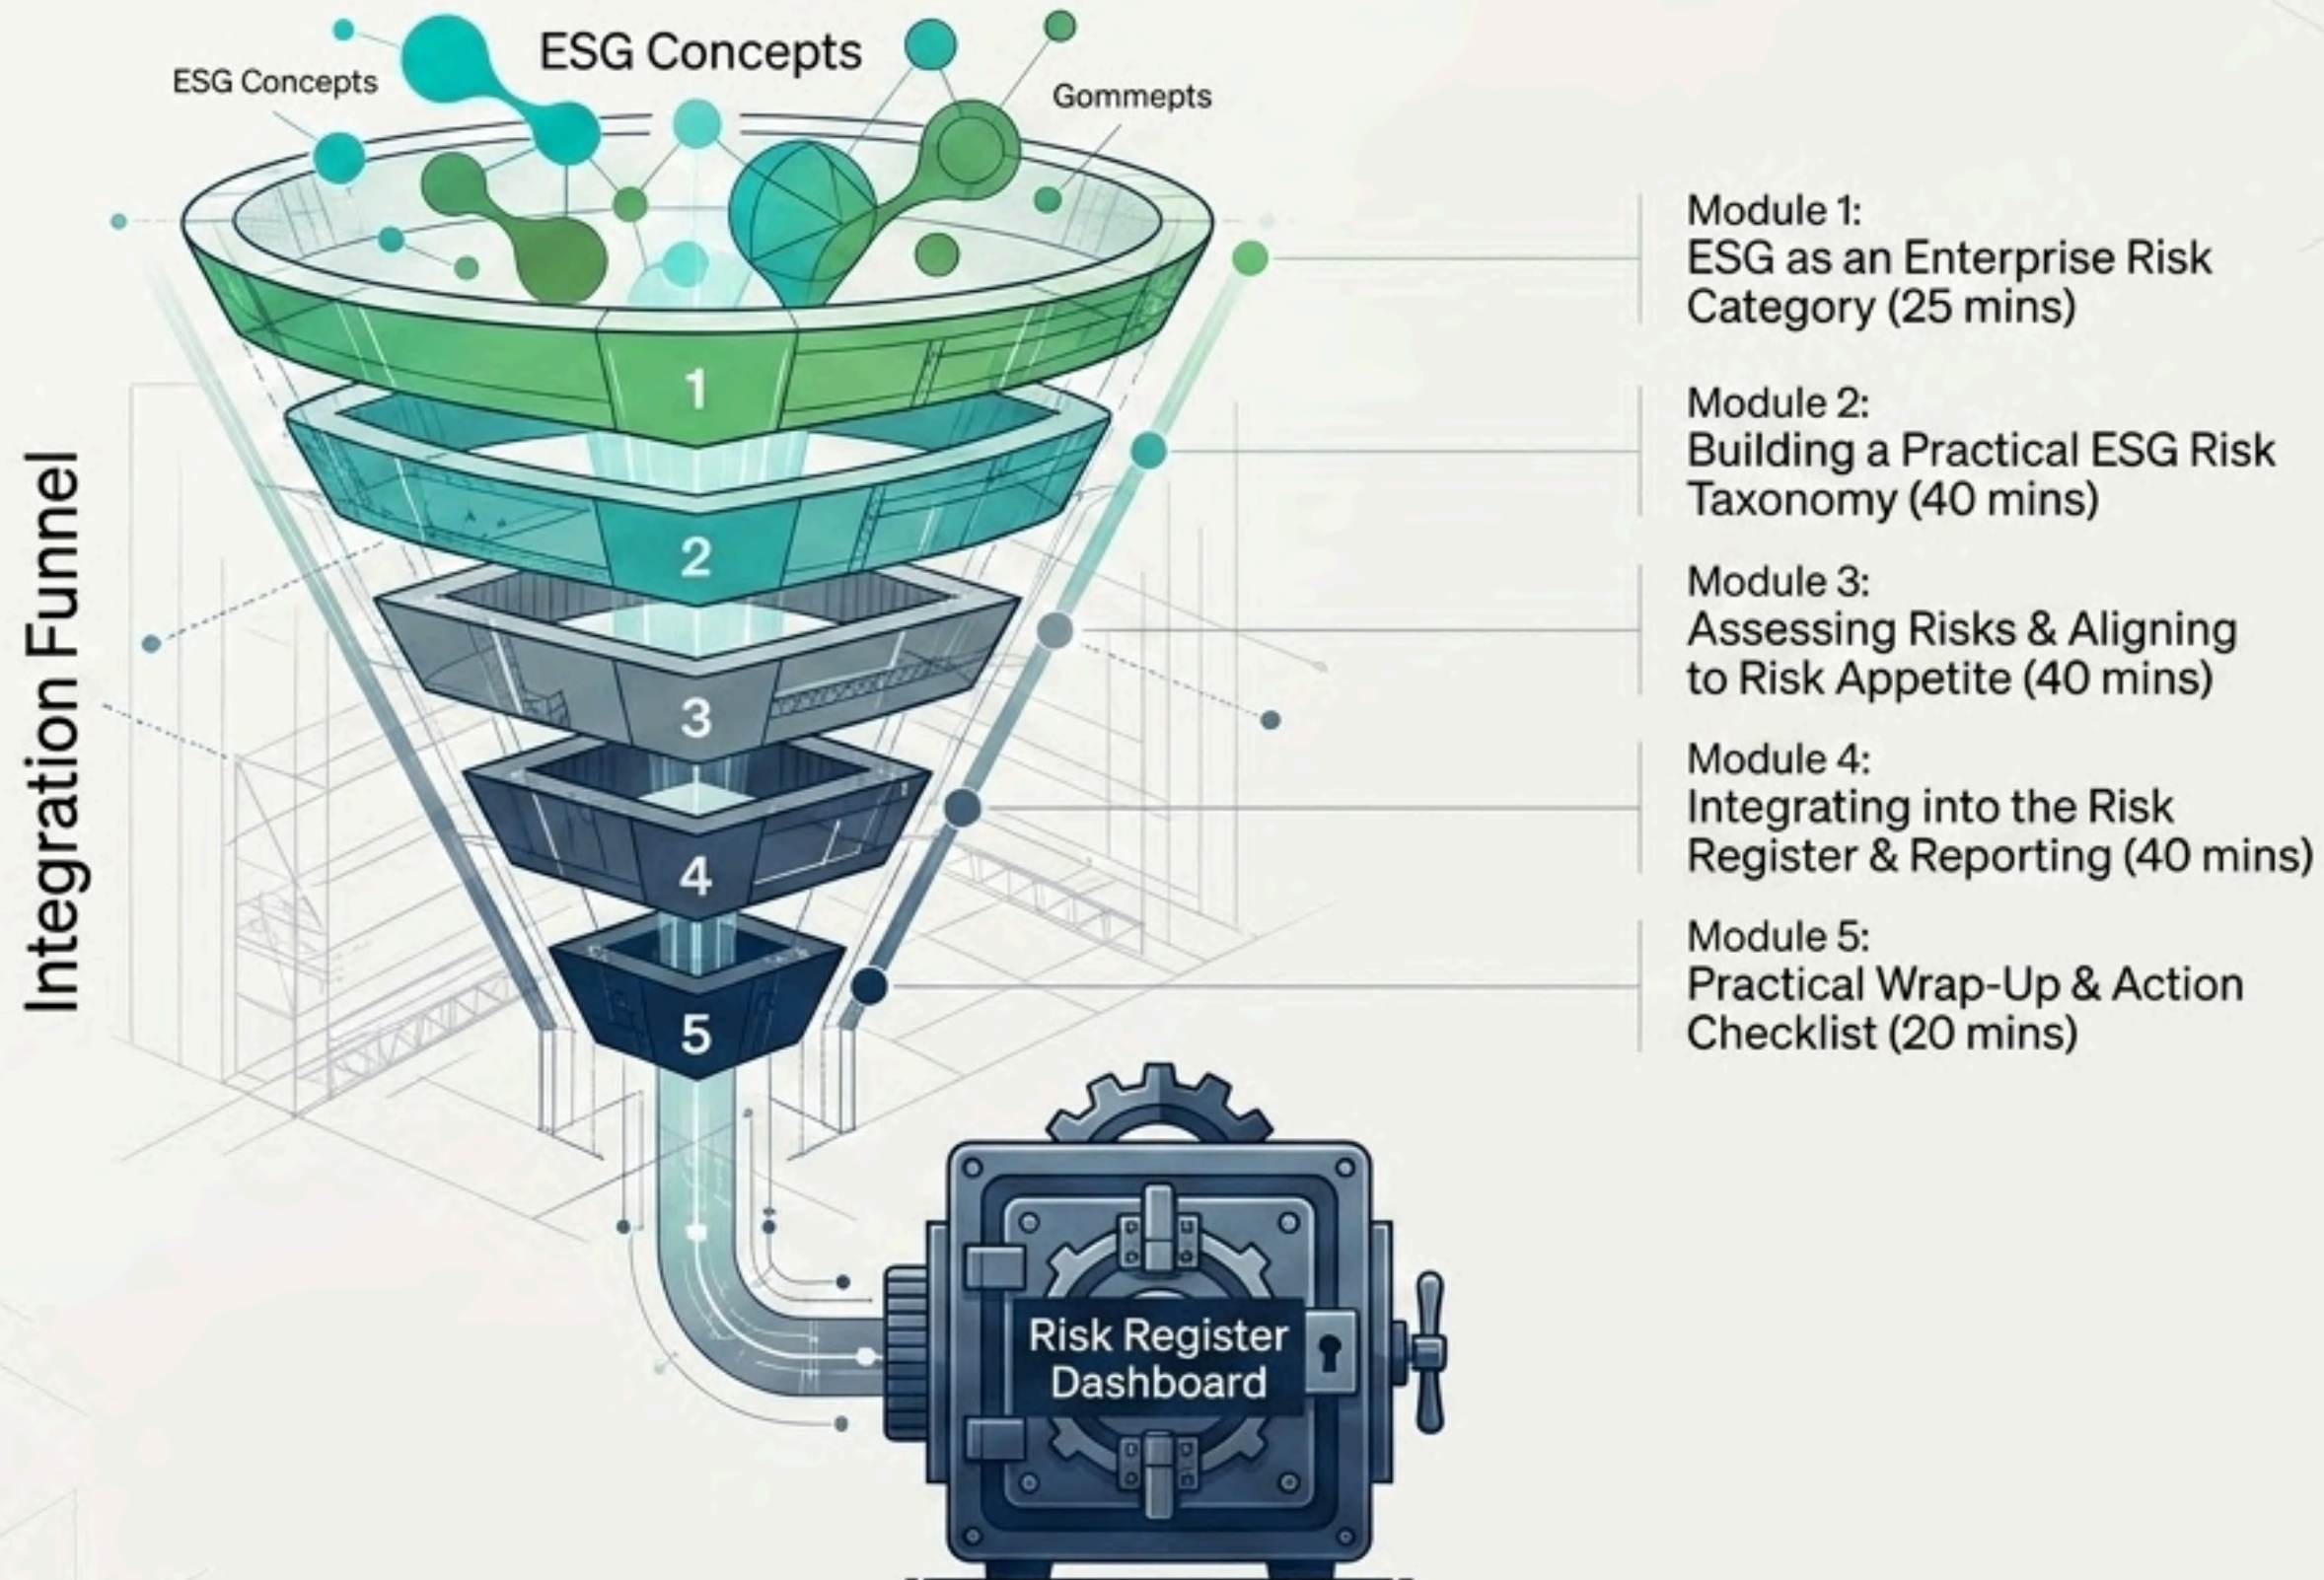 ESG Concepts
ESG Concepts
Gommepts
Integration Funnel
1
2
3
4
5
Module 1:
ESG as an Enterprise Risk
Category (25 mins)
Module 2:
Building a Practical ESG Risk
Taxonomy (40 mins)
Module 3:
Assessing Risks & Aligning
to Risk Appetite (40 mins)
Module 4:
Integrating into the Risk
Register & Reporting (40 mins)
Module 5:
Practical Wrap-Up & Action
Checklist (20 mins)
Risk Register
Dashboard